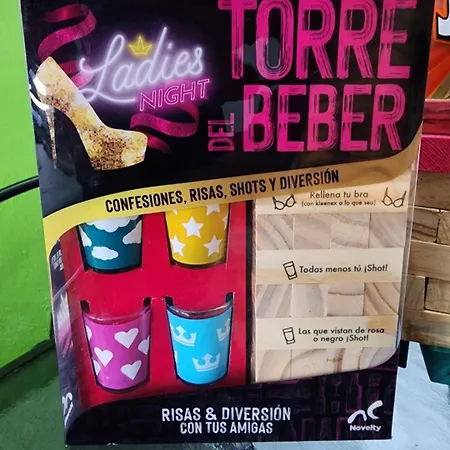 Ladies
NIGHT
TORRE
DEL BEBER
CONFESIONES, RISAS, SHOTS Y DIVERSIÓN
Rellena tu bra
(con kleenex o lo que sea)
Todas menos tú ¡Shot!
Las que vistan de rosa
o negro ¡Shot!
RISAS & DIVERSIÓN
CON TUS AMIGAS
Novelty